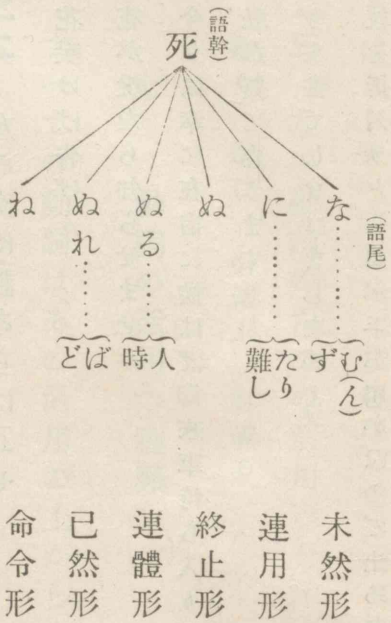 （語幹）
死
（語尾）
な……{む(ん) ず
に……{たり 難し
ぬ
ぬる……{人 時
ぬれ……{ば ど
ね
未然形
連用形
終止形
連體形
已然形
命令形